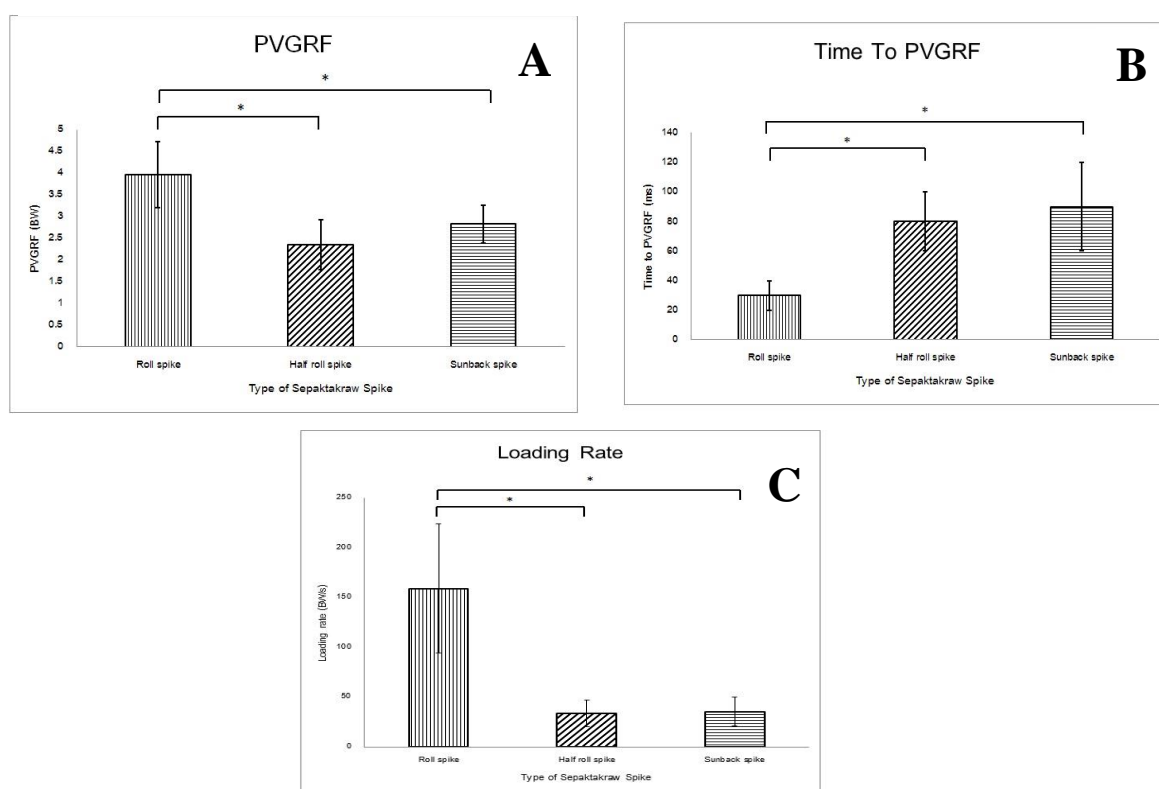 PVGRF
A
*
*
5
4.5
4
3.5
3
2.5
2
1.5
1
0.5
0
PVGRF (BW)
Roll spike Half roll spike Sunback spike
Type of Sepaktakraw Spike
Time To PVGRF
B
*
*
140
120
100
80
60
40
20
0
Time to PVGRF (ms)
Roll spike Half roll spike Sunback spike
Type of Sepaktakraw Spike
Loading Rate
C
*
*
250
200
150
100
50
0
Loading rate (BW/s)
Roll spike Half roll spike Sunback spike
Type of Sepaktakraw Spike